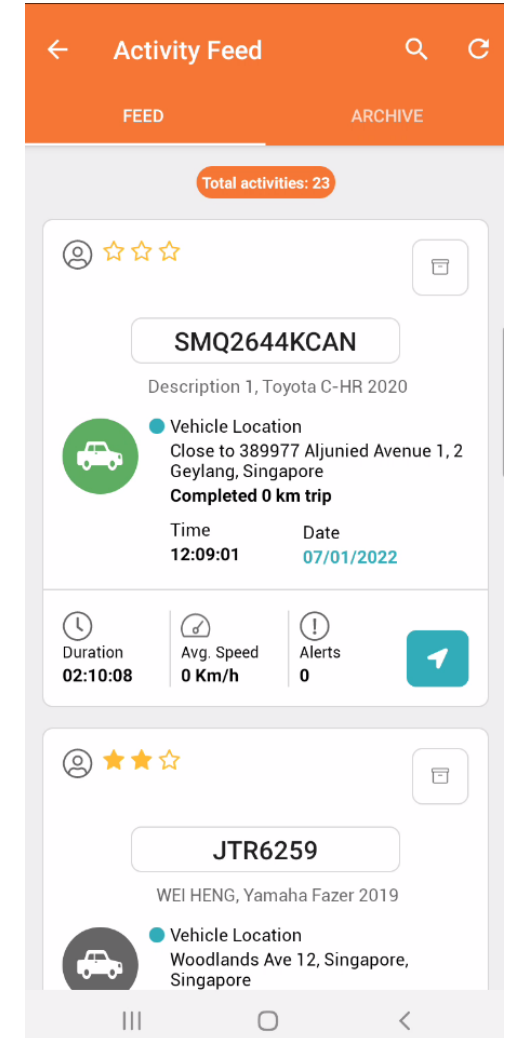 Activity Feed
FEED
ARCHIVE
Total activities: 23
SMQ2644KCAN
Description 1, Toyota C-HR 2020
Vehicle Location
Close to 389977 Aljunied Avenue 1, 2
Geylang, Singapore
Completed 0 km trip
Time
Date
12:09:01
07/01/2022
Duration
Avg. Speed
Alerts
02:10:08
0 Km/h
0
JTR6259
WEI HENG, Yamaha Fazer 2019
Vehicle Location
Woodlands Ave 12, Singapore,
Singapore